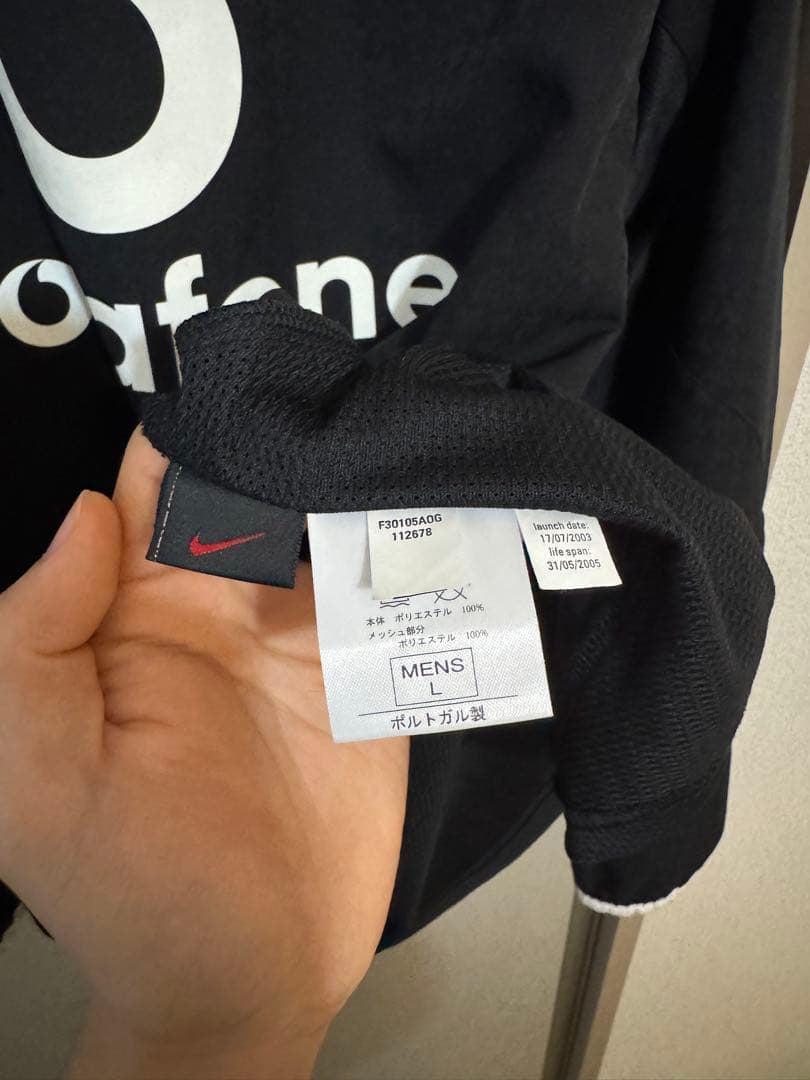 vodafone
F30105AOG
112678
launch date:
17/07/2003
life span:
31/05/2005
本体 ポリエステル 100%
メッシュ部分
ポリエステル 100%
MENS
L
ポルトガル製